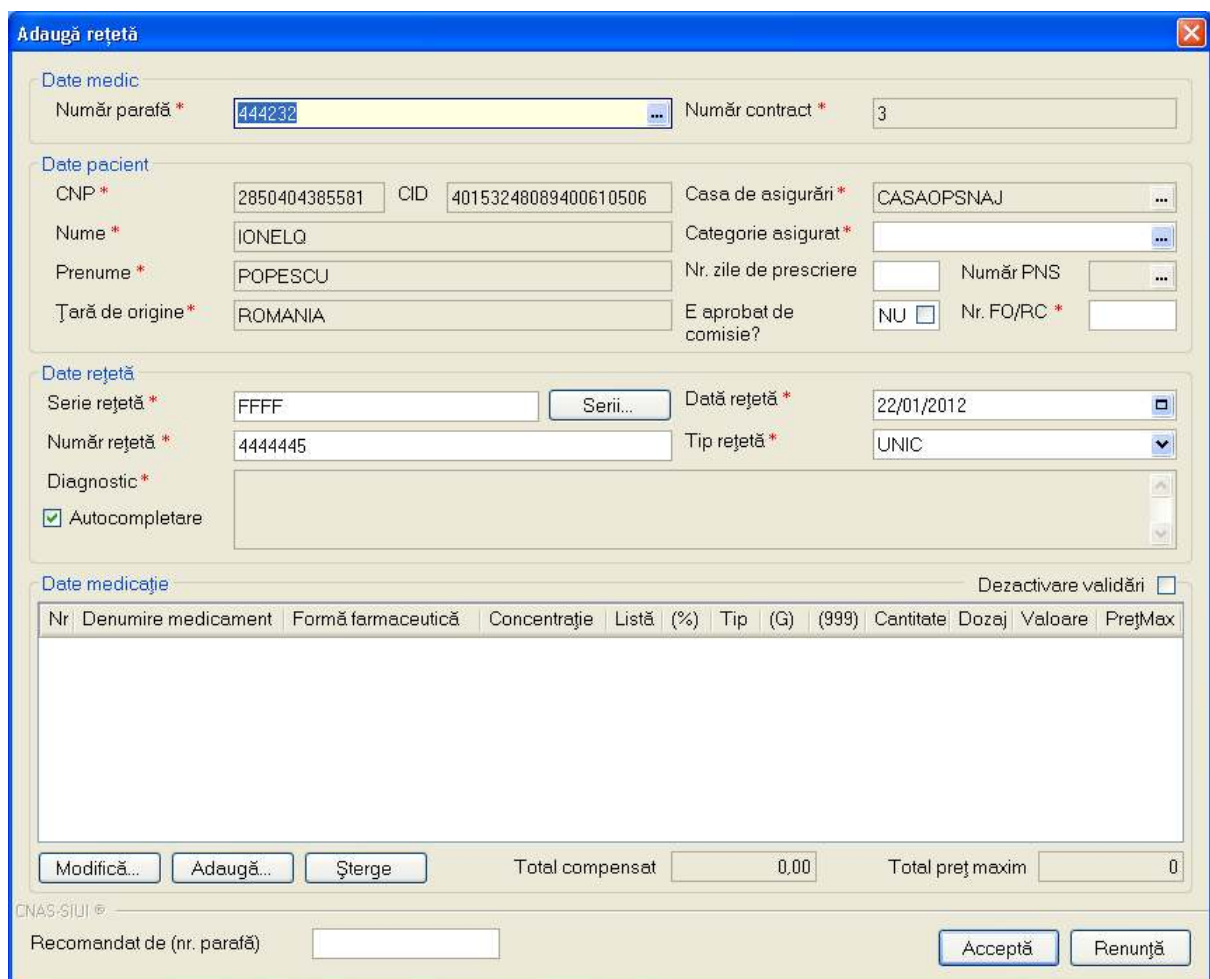 Adaugă rețetă
Date medic
Număr parafă * 444232 ... Număr contract * 3
Date pacient
CNP * 2850404385581 CID 40153248089400610506 Casa de asigurări * CASAOPSNAJ ...
Nume * IONELQ Categorie asigurat * ...
Prenume * POPESCU Nr. zile de prescriere Număr PNS ...
Țară de origine * ROMANIA E aprobat de comisie? NU Nr. FO/RC *
Date rețetă
Serie rețetă * FFFF Serii... Dată rețetă * 22/01/2012
Număr rețetă * 4444445 Tip rețetă * UNIC
Diagnostic *
Autocompletare
Date medicație Dezactivare validări
Nr Denumire medicament Formă farmaceutică Concentrație Listă (%) Tip (G) (999) Cantitate Dozaj Valoare PrețMax
Modifică... Adaugă... Șterge Total compensat 0,00 Total preț maxim 0
CNAS-SIUI ®
Recomandat de (nr. parafă) Acceptă Renunță